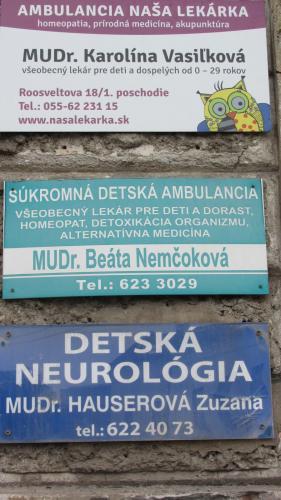 AMBULANCIA NAŠA LEKÁRKA
homeopatia, prírodná medicína, akupunktúra
MUDr. Karolína Vasiľková
všeobecný lekár pre deti a dospelých od 0 – 29 rokov
Roosveltova 18/1. poschodie
Tel.: 055-62 231 15
www.nasalekarka.sk
SÚKROMNÁ DETSKÁ AMBULANCIA
VŠEOBECNÝ LEKÁR PRE DETI A DORAST,
HOMEOPAT, DETOXIKÁCIA ORGANIZMU,
ALTERNATÍVNA MEDICÍNA
MUDr. Beáta Nemčoková
Tel.: 623 3029
DETSKÁ
NEUROLÓGIA
MUDr. HAUSEROVÁ Zuzana
tel.: 622 40 73